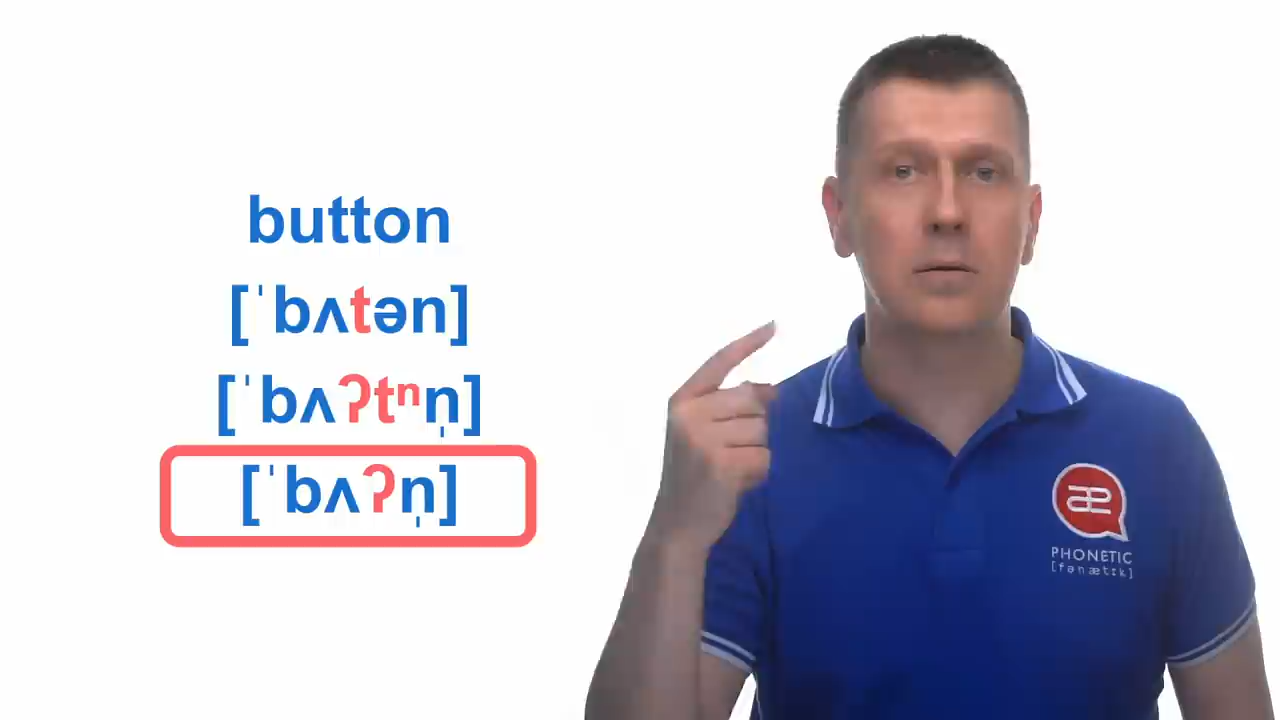 button
[ˈbʌtən]
[ˈbʌʔtⁿn̩]
[ˈbʌʔn̩]
æ
PHONETIC
[fənætɪk]